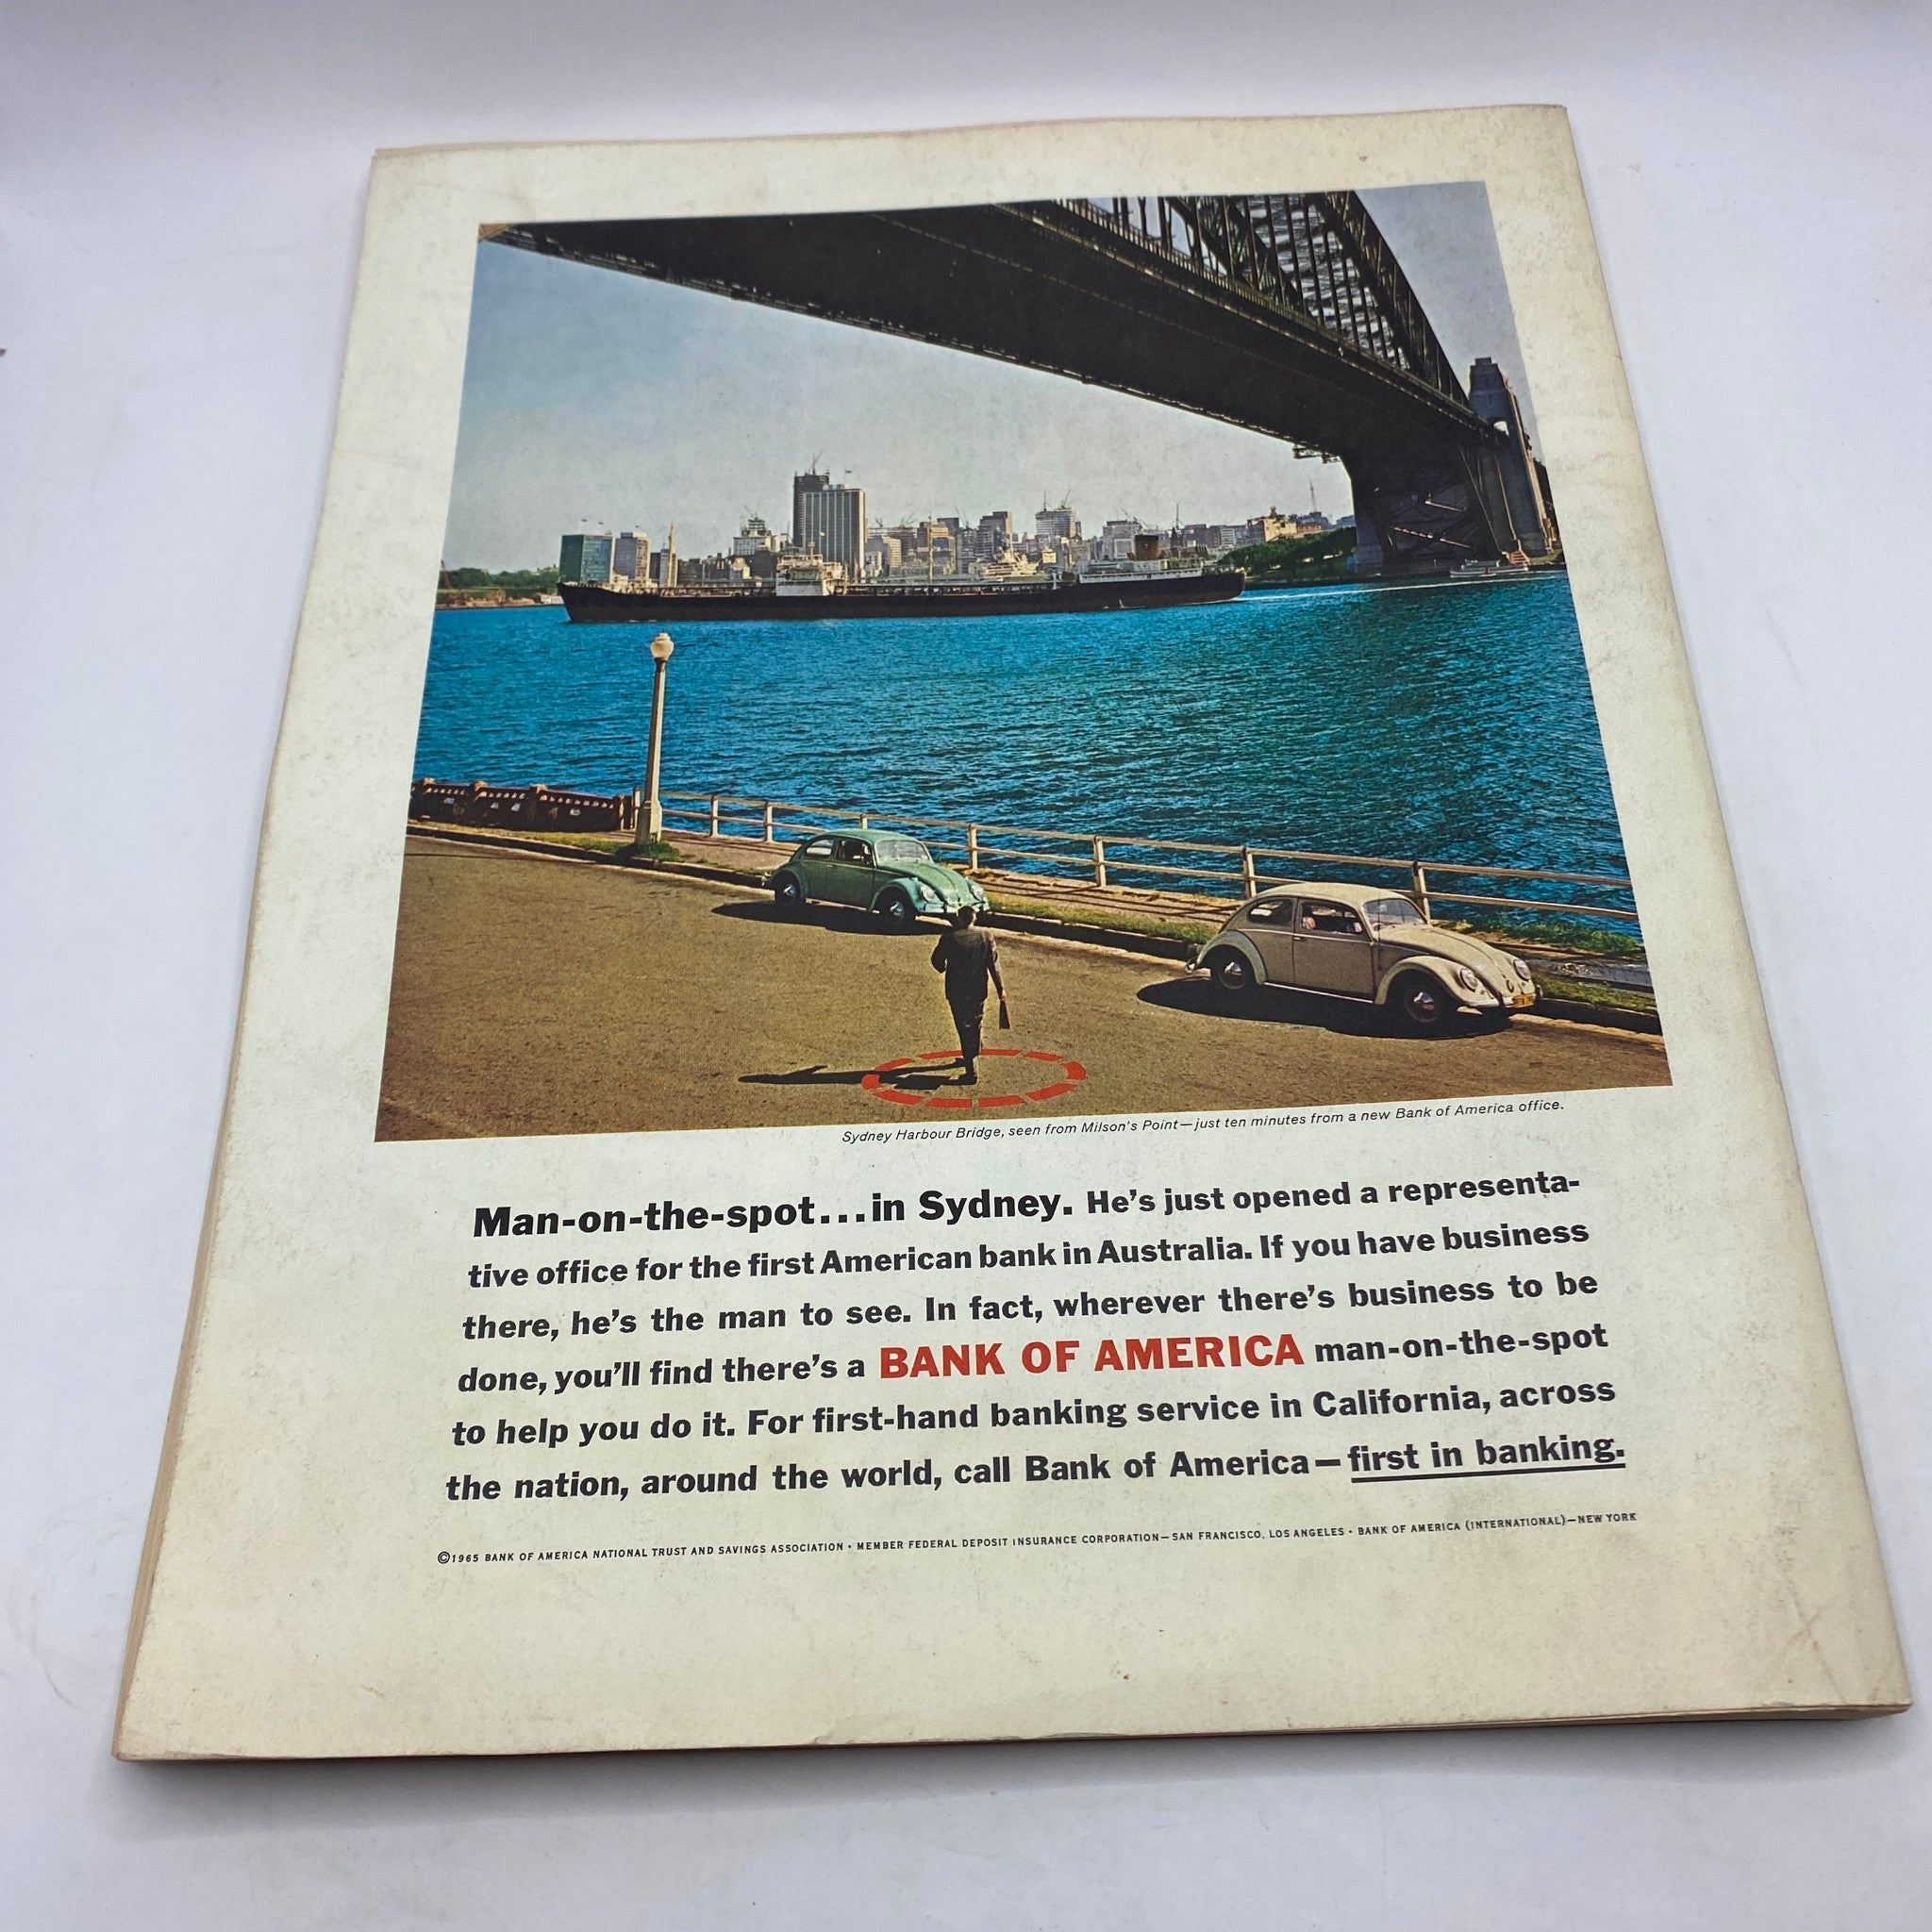 Sydney Harbour Bridge, seen from Milson's Point—just ten minutes from a new Bank of America office.
Man-on-the-spot...in Sydney. He's just opened a representa-
tive office for the first American bank in Australia. If you have business
there, he's the man to see. In fact, wherever there's business to be
done, you'll find there's a BANK OF AMERICA man-on-the-spot
to help you do it. For first-hand banking service in California, across
the nation, around the world, call Bank of America—first in banking.
©1965 BANK OF AMERICA NATIONAL TRUST AND SAVINGS ASSOCIATION • MEMBER FEDERAL DEPOSIT INSURANCE CORPORATION—SAN FRANCISCO, LOS ANGELES • BANK OF AMERICA (INTERNATIONAL)—NEW YORK